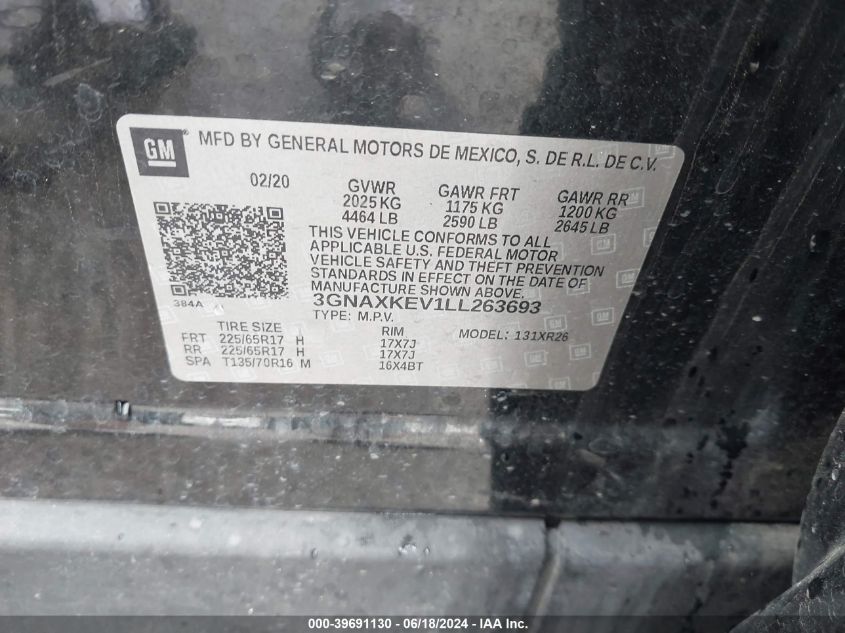 GM
MFD BY GENERAL MOTORS DE MEXICO, S. DE R.L. DE C.V.
02/20 GVWR GAWR FRT GAWR RR
2025 KG 1175 KG 1200 KG
4464 LB 2590 LB 2645 LB
THIS VEHICLE CONFORMS TO ALL
APPLICABLE U.S. FEDERAL MOTOR
VEHICLE SAFETY AND THEFT PREVENTION
STANDARDS IN EFFECT ON THE DATE OF
MANUFACTURE SHOWN ABOVE.
384A 3GNAXKEV1LL263693
TYPE: M.P.V.
TIRE SIZE RIM MODEL: 131XR26
FRT 225/65R17 H 17X7J
RR 225/65R17 H 17X7J
SPA T135/70R16 M 16X4BT
000-39691130 - 06/18/2024 - IAA Inc.